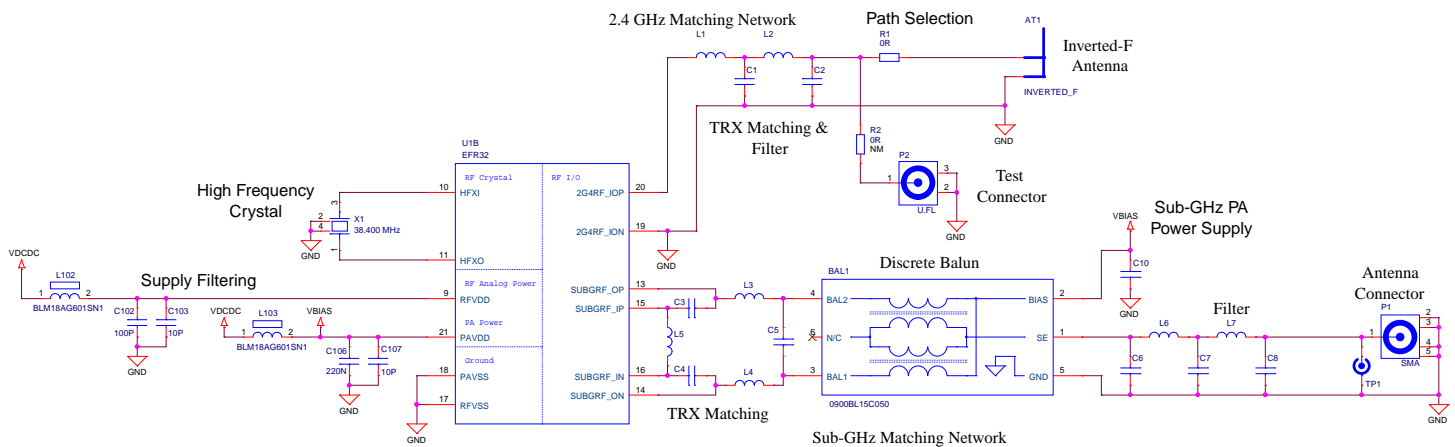 2.4 GHz Matching Network
Path Selection
L1
L2
R1
0R
AT1
Inverted-F
Antenna
C1
C2
INVERTED_F
GND
TRX Matching &
Filter
R2
0R
NM
P2
3
1
2
U.FL
Test
Connector
GND
U1B
EFR32
RF Crystal
RF I/O
High Frequency
Crystal
10
HFXI
2G4RF_IOP
20
3
2
4
X1
38.400 MHz
1
GND
2G4RF_ION
19
GND
11
HFXO
VDCDC
L102
1
2
BLM18AG601SN1
Supply Filtering
RF Analog Power
9
RFVDD
C102
100P
C103
10P
GND
VDCDC
L103
1
2
BLM18AG601SN1
VBIAS
PA Power
21
PAVDD
C106
220N
C107
10P
GND
Ground
18
PAVSS
17
RFVSS
GND
SUBGRF_OP
13
SUBGRF_IP
15
SUBGRF_IN
16
SUBGRF_ON
14
C3
L3
L5
C5
C4
L4
TRX Matching
Discrete Balun
BAL1
4
BAL2
BIAS
2
6
N/C
SE
1
3
BAL1
GND
5
0900BL15C050
Sub-GHz Matching Network
Sub-GHz PA
Power Supply
VBIAS
C10
GND
Filter
L6
L7
C6
C7
C8
Antenna
Connector
P1
2
3
1
4
5
SMA
TP1
GND